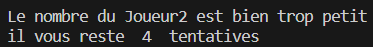 Le nombre du Joueur2 est bien trop petit
il vous reste  4  tentatives